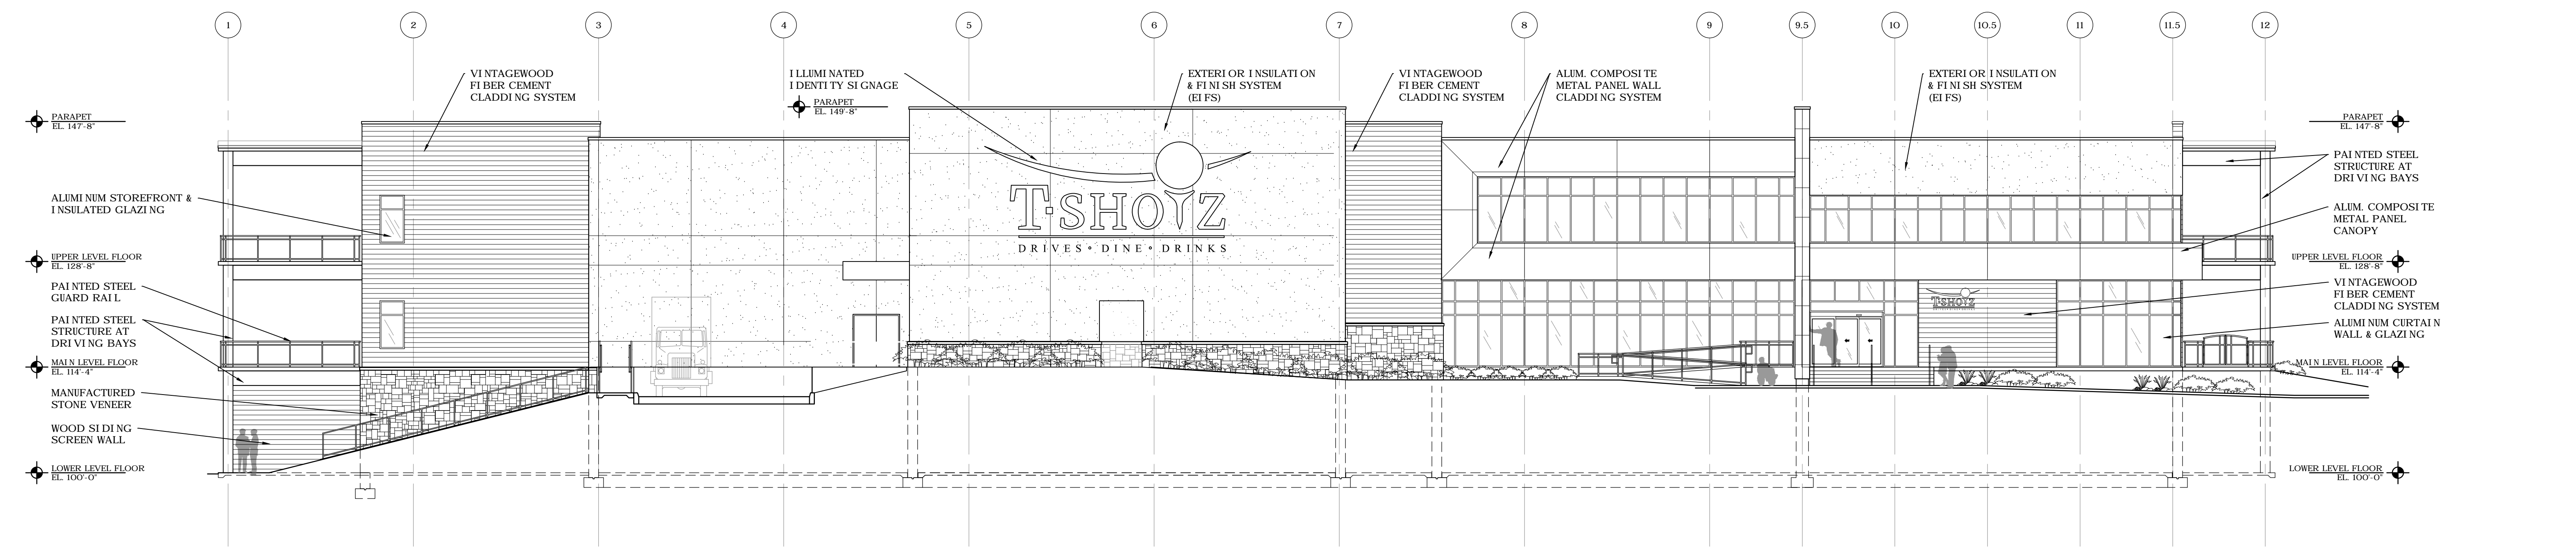 1 2 3 4 5 6 7 8 9 9.5 10 10.5 11 11.5 12
VINTAGEWOOD
FIBER CEMENT
CLADDING SYSTEM
ILLUMINATED
IDENTITY SIGNAGE
PARAPET
EL. 149'-8"
EXTERIOR INSULATION
& FINISH SYSTEM
(EIFS)
VINTAGEWOOD
FIBER CEMENT
CLADDING SYSTEM
ALUM. COMPOSITE
METAL PANEL WALL
CLADDING SYSTEM
EXTERIOR INSULATION
& FINISH SYSTEM
(EIFS)
PARAPET
EL. 147'-8"
ALUMINUM STOREFRONT &
INSULATED GLAZING
UPPER LEVEL FLOOR
EL. 128'-8"
PAINTED STEEL
GUARD RAIL
PAINTED STEEL
STRUCTURE AT
DRIVING BAYS
MAIN LEVEL FLOOR
EL. 114'-4"
MANUFACTURED
STONE VENEER
WOOD SIDING
SCREEN WALL
LOWER LEVEL FLOOR
EL. 100'-0"
T·SHOTZ
DRIVES • DINE • DRINKS
T·SHOTZ
PARAPET
EL. 147'-8"
PAINTED STEEL
STRUCTURE AT
DRIVING BAYS
ALUM. COMPOSITE
METAL PANEL
CANOPY
UPPER LEVEL FLOOR
EL. 128'-8"
VINTAGEWOOD
FIBER CEMENT
CLADDING SYSTEM
ALUMINUM CURTAIN
WALL & GLAZING
MAIN LEVEL FLOOR
EL. 114'-4"
LOWER LEVEL FLOOR
EL. 100'-0"